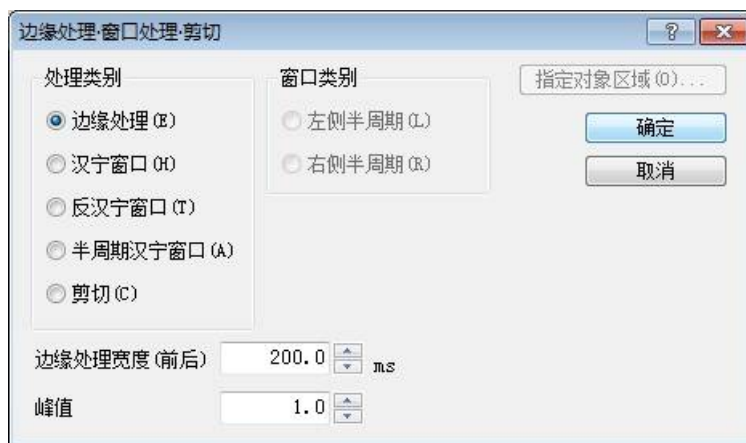 边缘处理·窗口处理·剪切
处理类别
边缘处理(E)
汉宁窗口(H)
反汉宁窗口(T)
半周期汉宁窗口(A)
剪切(C)
窗口类别
左侧半周期(L)
右侧半周期(R)
指定对象区域(O)...
确定
取消
边缘处理宽度(前后) 200.0 ms
峰值 1.0